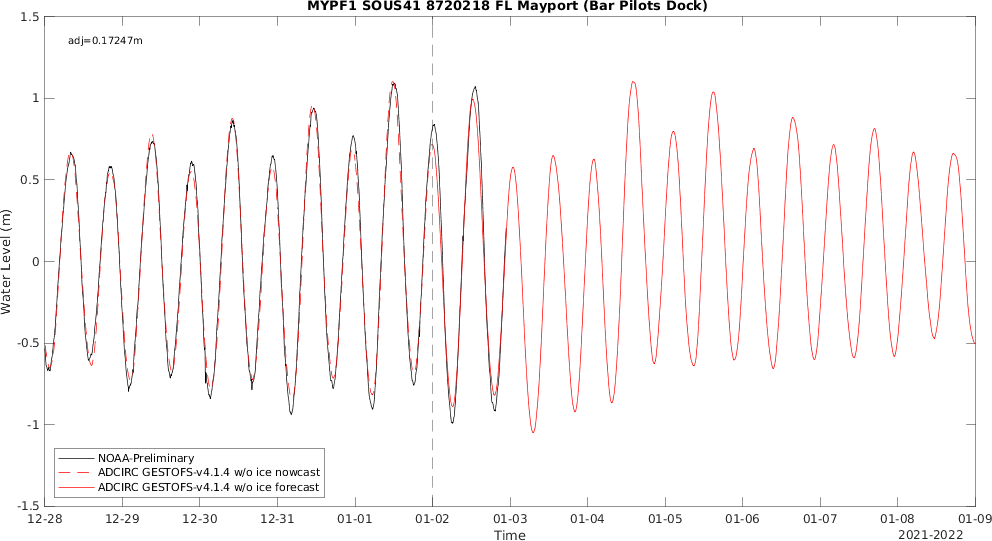 MYPF1 SOUS41 8720218 FL Mayport (Bar Pilots Dock)
1.5
adj=0.17247m
1
0.5
0
-0.5
-1
-1.5
Water Level (m)
NOAA-Preliminary
ADCIRC GESTOFS-v4.1.4 w/o ice nowcast
ADCIRC GESTOFS-v4.1.4 w/o ice forecast
12-28 12-29 12-30 12-31 01-01 01-02 01-03 01-04 01-05 01-06 01-07 01-08 01-09
Time
2021-2022